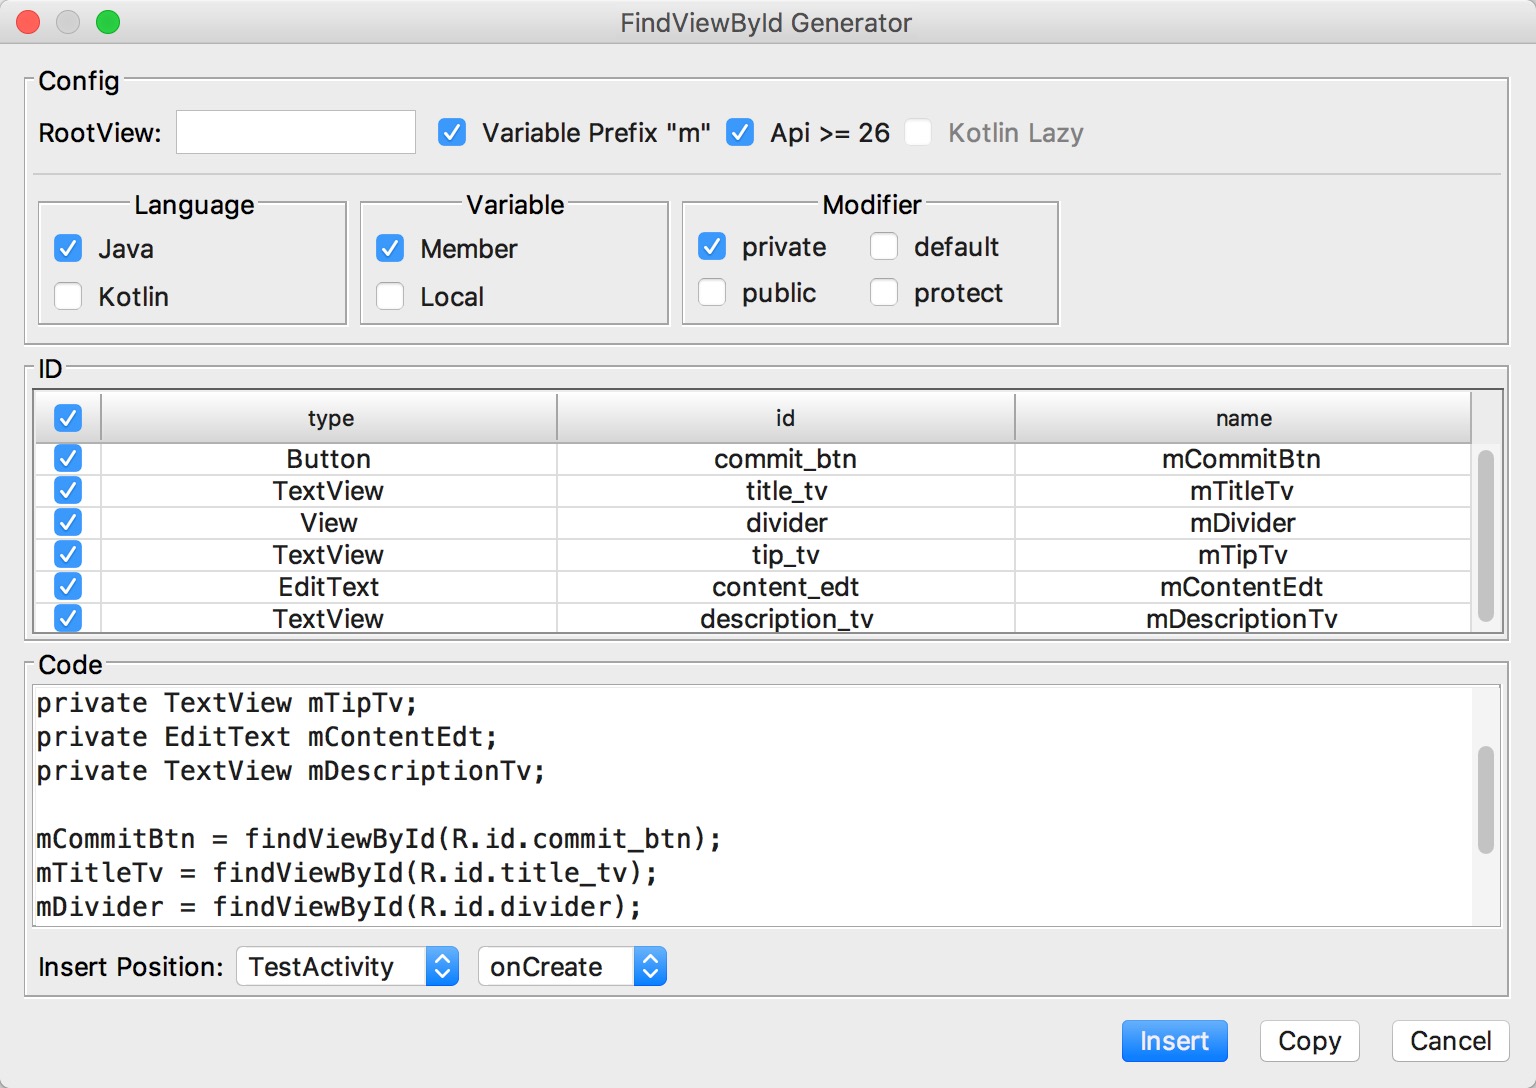 FindViewById Generator
Config
RootView:
Variable Prefix "m"
Api >= 26
Kotlin Lazy
Language
Java
Kotlin
Variable
Member
Local
Modifier
private
default
public
protect
ID
type id name
Button commit_btn mCommitBtn
TextView title_tv mTitleTv
View divider mDivider
TextView tip_tv mTipTv
EditText content_edt mContentEdt
TextView description_tv mDescriptionTv
Code
private TextView mTipTv;
private EditText mContentEdt;
private TextView mDescriptionTv;
mCommitBtn = findViewById(R.id.commit_btn);
mTitleTv = findViewById(R.id.title_tv);
mDivider = findViewById(R.id.divider);
Insert Position: TestActivity onCreate
Insert Copy Cancel